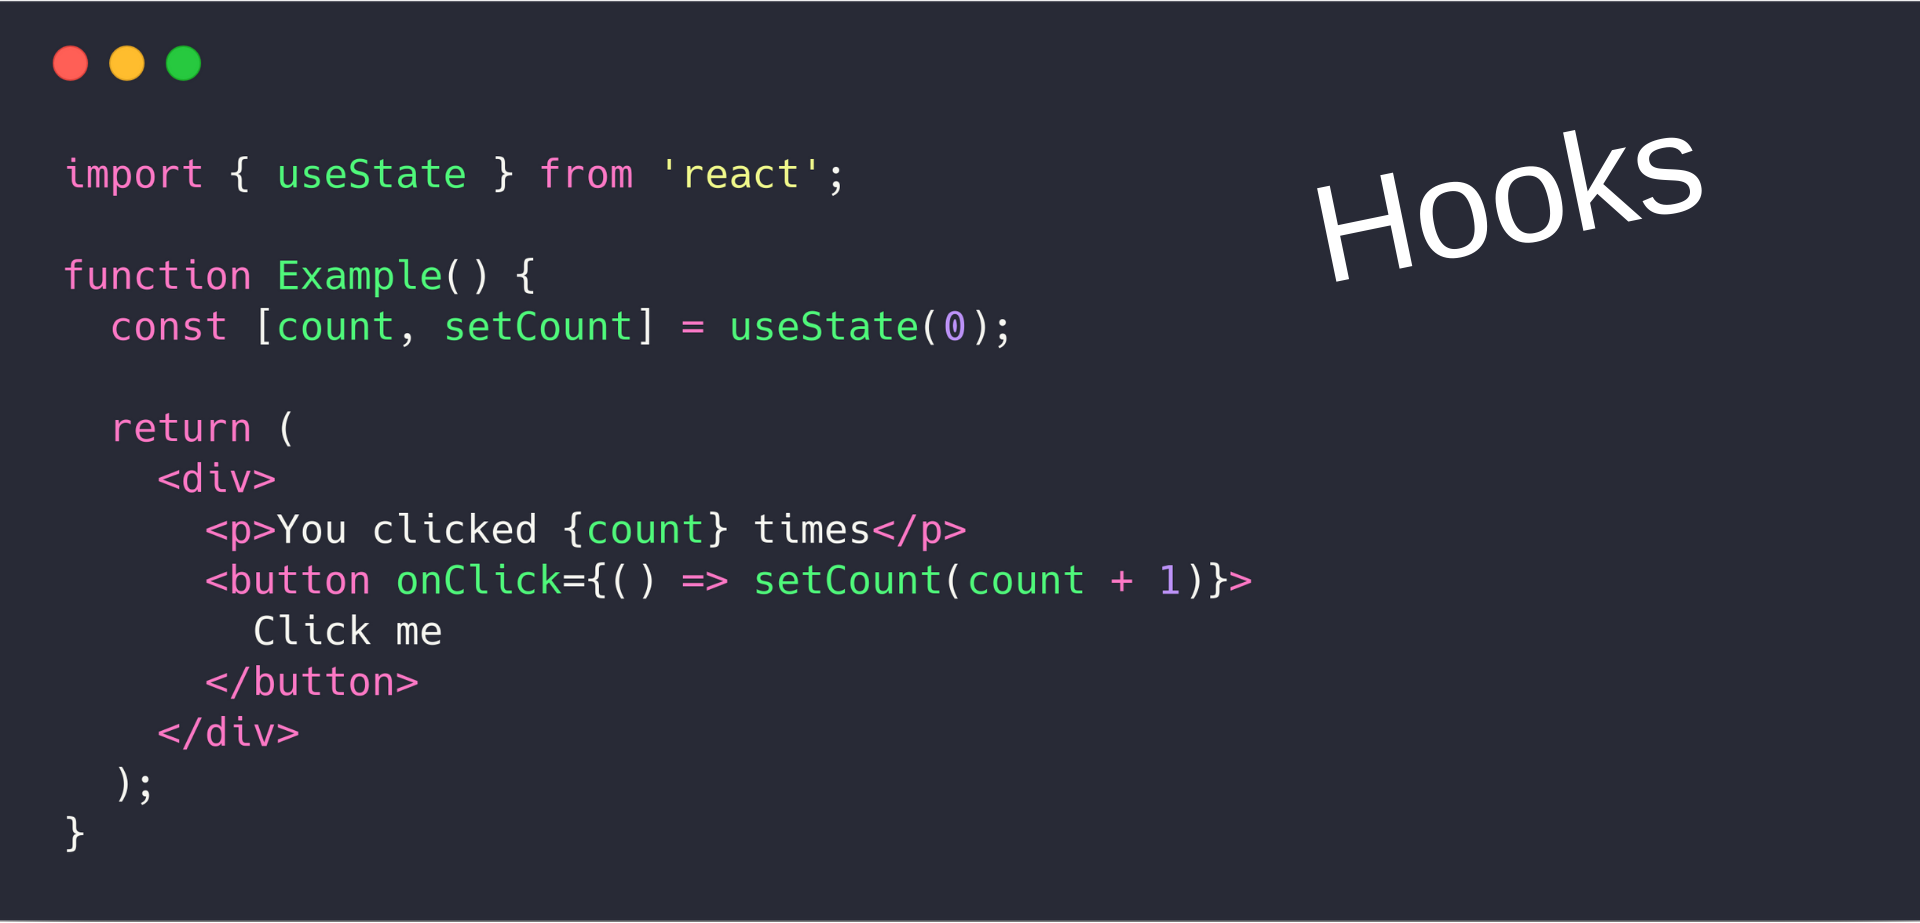 import { useState } from 'react';
Hooks
function Example() {
  const [count, setCount] = useState(0);
  return (
    <div>
      <p>You clicked {count} times</p>
      <button onClick={() => setCount(count + 1)}>
        Click me
      </button>
    </div>
  );
}